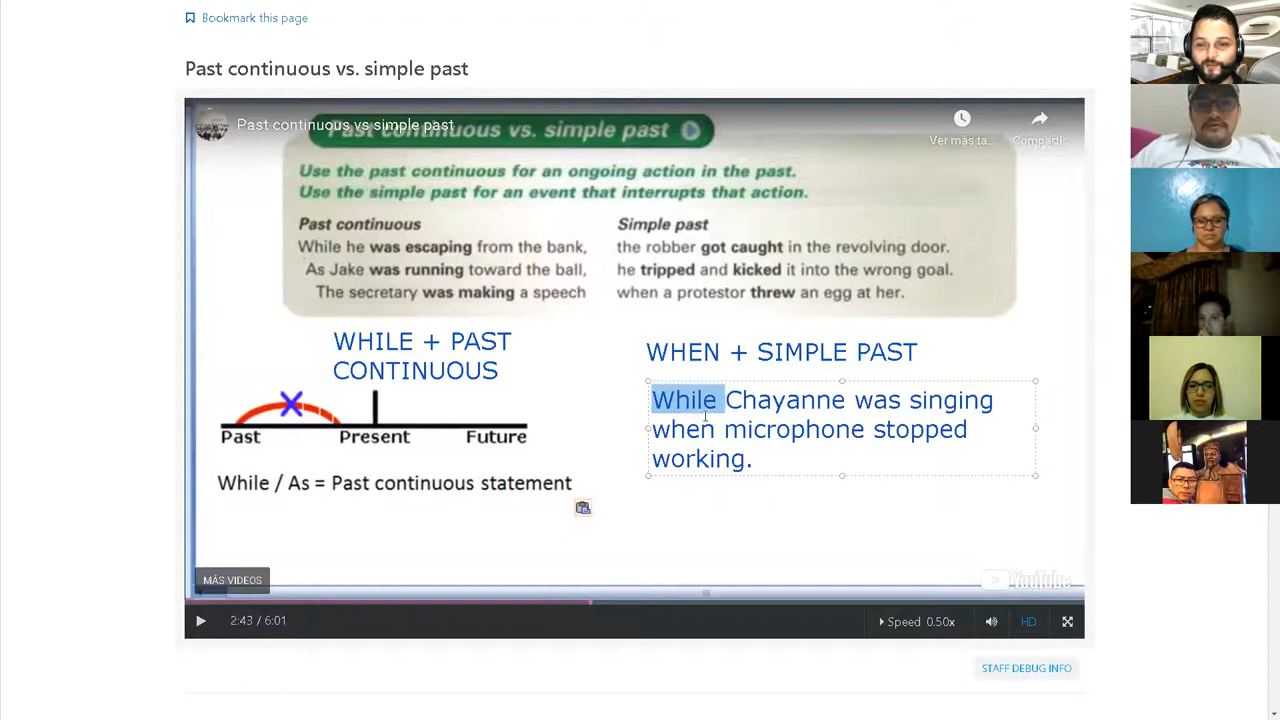 Bookmark this page
Past continuous vs. simple past
Past continuous vs simple past
Past continuous vs. simple past
Ver más ta...
Compartir
Use the past continuous for an ongoing action in the past.
Use the simple past for an event that interrupts that action.
Past continuous
Simple past
While he was escaping from the bank,
the robber got caught in the revolving door.
As Jake was running toward the ball,
he tripped and kicked it into the wrong goal.
The secretary was making a speech
when a protestor threw an egg at her.
WHILE + PAST
CONTINUOUS
WHEN + SIMPLE PAST
While Chayanne was singing
when microphone stopped
working.
Past
Present
Future
While / As = Past continuous statement
MÁS VIDEOS
YouTube
2:43 / 6:01
Speed 0.50x
HD
STAFF DEBUG INFO